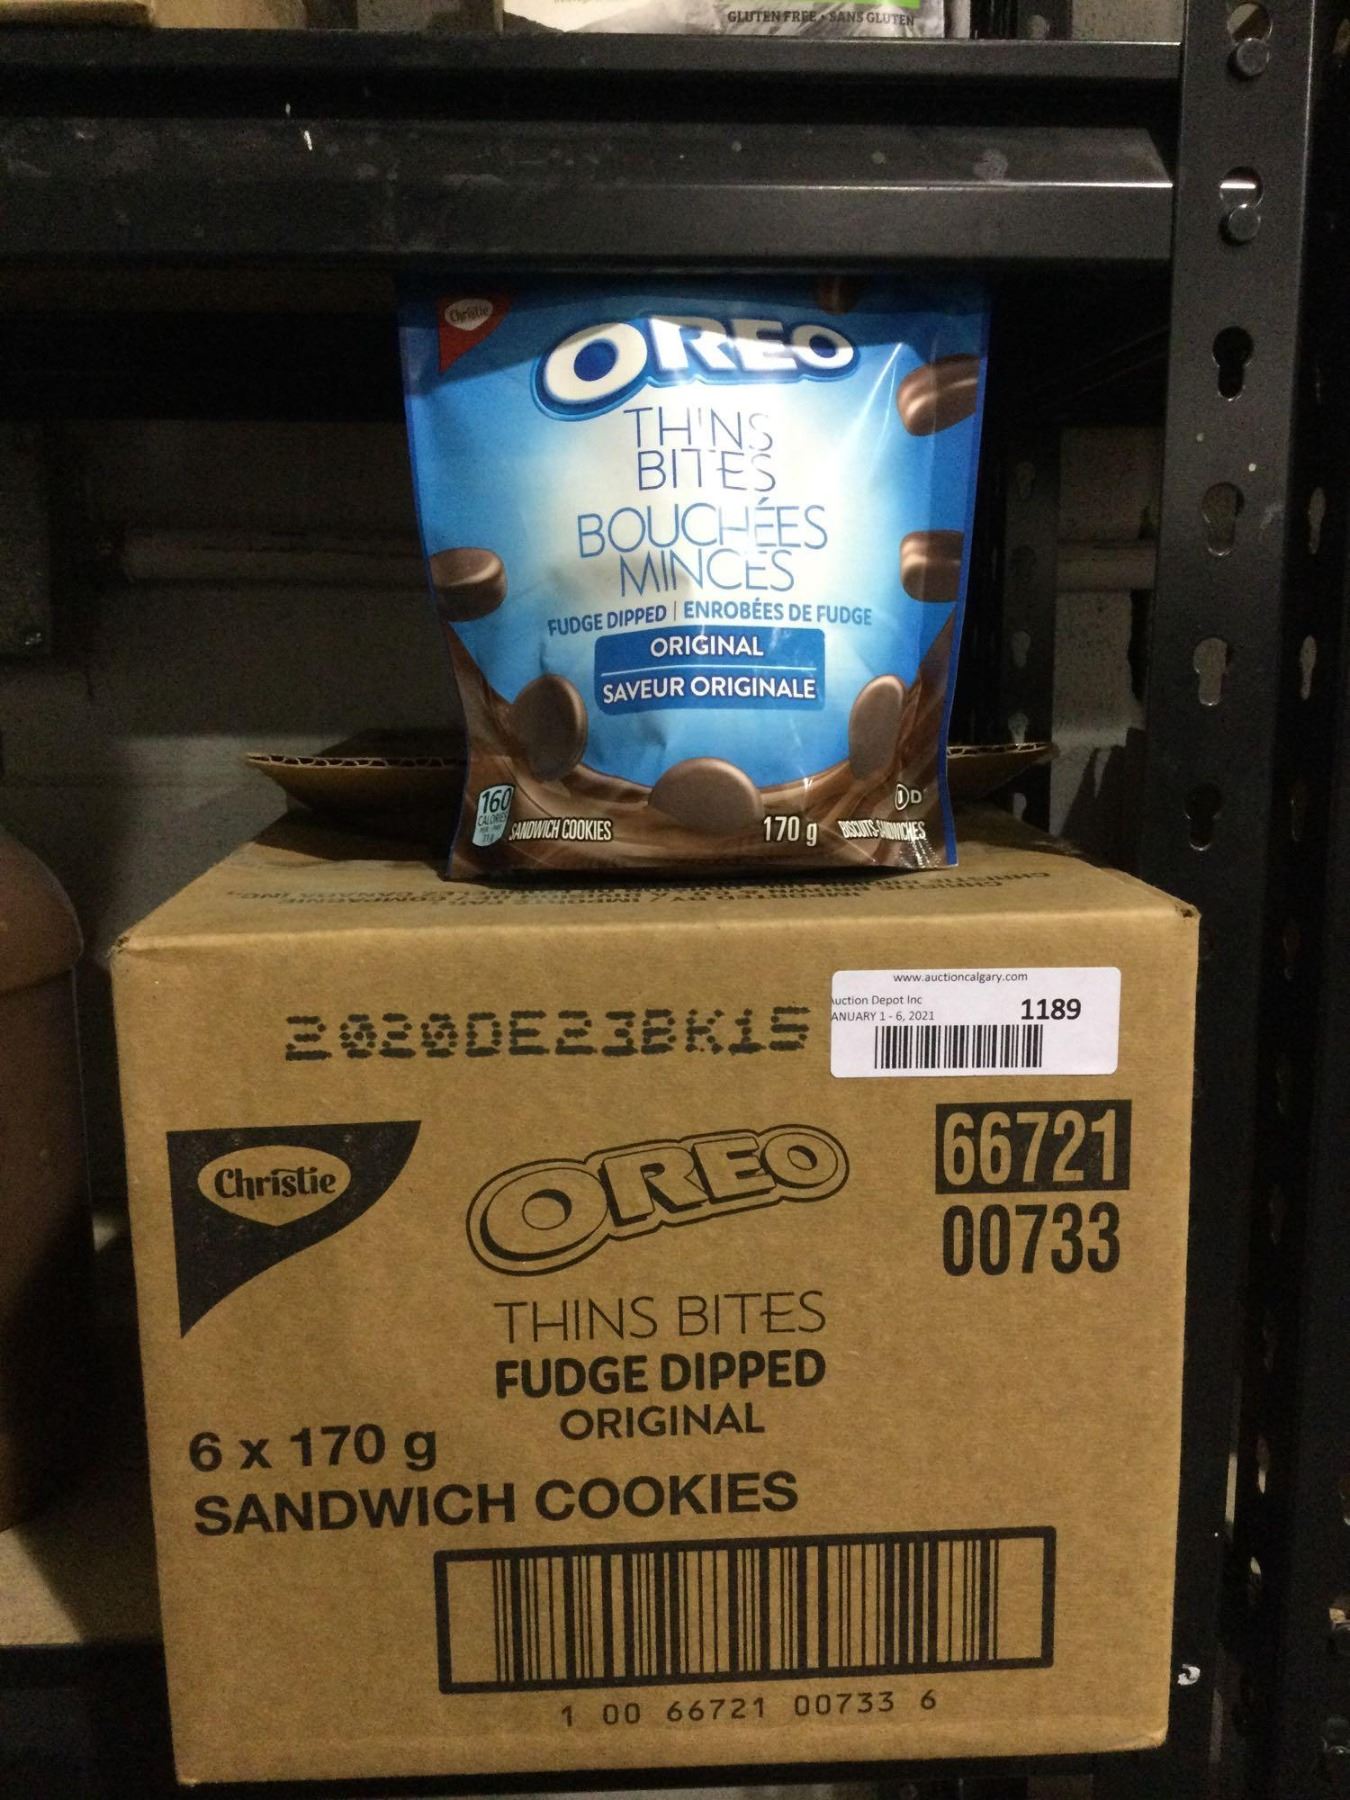 GLUTEN FREE • SANS GLUTEN
Christie
OREO
THINS
BITES
BOUCHÉES
MINCES
FUDGE DIPPED | ENROBÉES DE FUDGE
ORIGINAL
SAVEUR ORIGINALE
160
CALORIES
SANDWICH COOKIES
170 g
BISCUITS-SANDWICHES
U D
www.auctioncalgary.com
uction Depot Inc
ANUARY 1 - 6, 2021
1189
2020DE23BK15
Christie
OREO
66721
00733
THINS BITES
FUDGE DIPPED
ORIGINAL
6 x 170 g
SANDWICH COOKIES
1 00 66721 00733 6